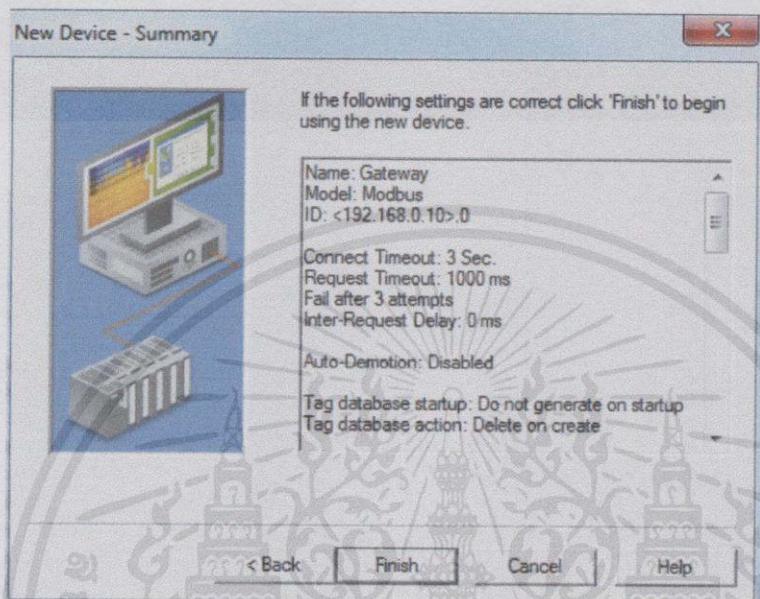 New Device - Summary
If the following settings are correct click 'Finish' to begin
using the new device.
Name: Gateway
Model: Modbus
ID: <192.168.0.10>.0
Connect Timeout: 3 Sec.
Request Timeout: 1000 ms
Fail after 3 attempts
Inter-Request Delay: 0 ms
Auto-Demotion: Disabled
Tag database startup: Do not generate on startup
Tag database action: Delete on create
< Back Finish Cancel Help